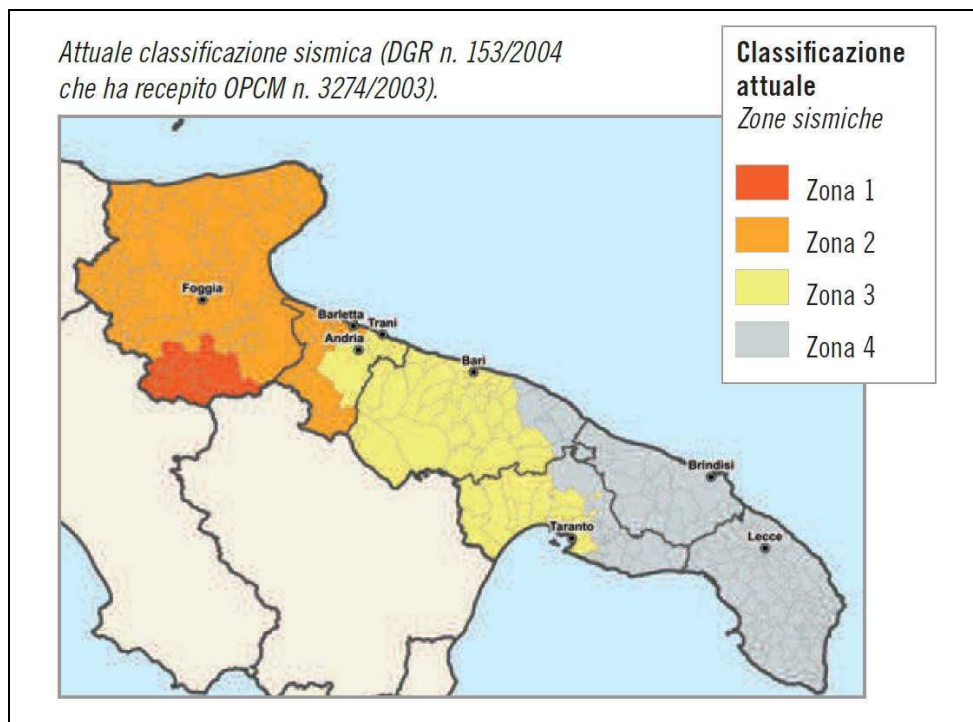 Attuale classificazione sismica (DGR n. 153/2004
che ha recepito OPCM n. 3274/2003).
Classificazione
attuale
Zone sismiche
Zona 1
Zona 2
Zona 3
Zona 4
Foggia
Barletta
Trani
Andria
Bari
Brindisi
Taranto
Lecce